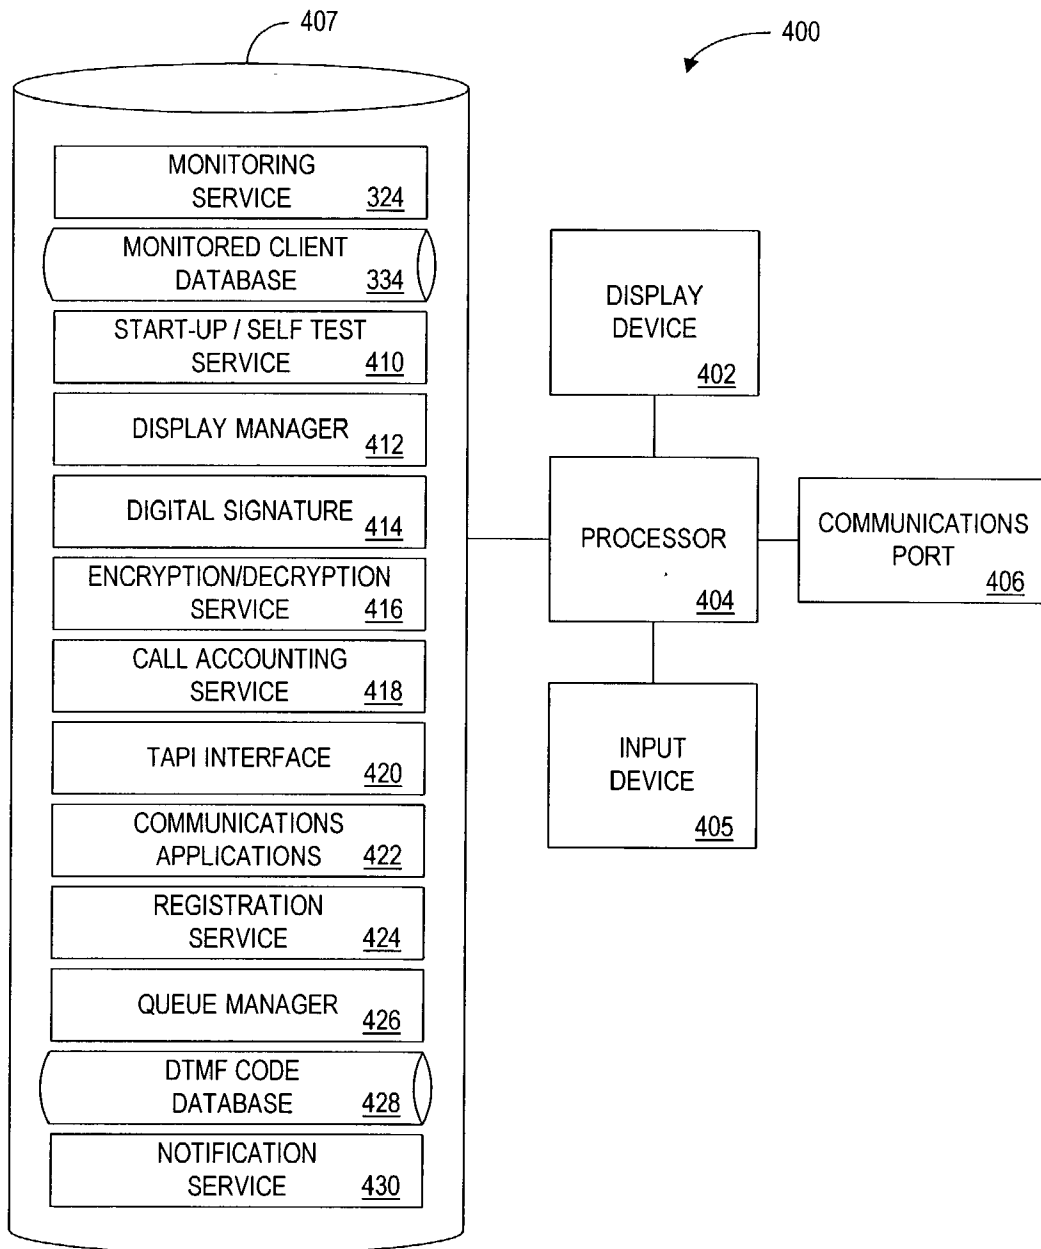 407
400
MONITORING
SERVICE 324
MONITORED CLIENT
DATABASE 334
START-UP / SELF TEST
SERVICE 410
DISPLAY MANAGER 412
DIGITAL SIGNATURE 414
ENCRYPTION/DECRYPTION
SERVICE 416
CALL ACCOUNTING
SERVICE 418
TAPI INTERFACE 420
COMMUNICATIONS
APPLICATIONS 422
REGISTRATION
SERVICE 424
QUEUE MANAGER 426
DTMF CODE
DATABASE 428
NOTIFICATION
SERVICE 430
DISPLAY
DEVICE
402
PROCESSOR
404
COMMUNICATIONS
PORT
406
INPUT
DEVICE
405